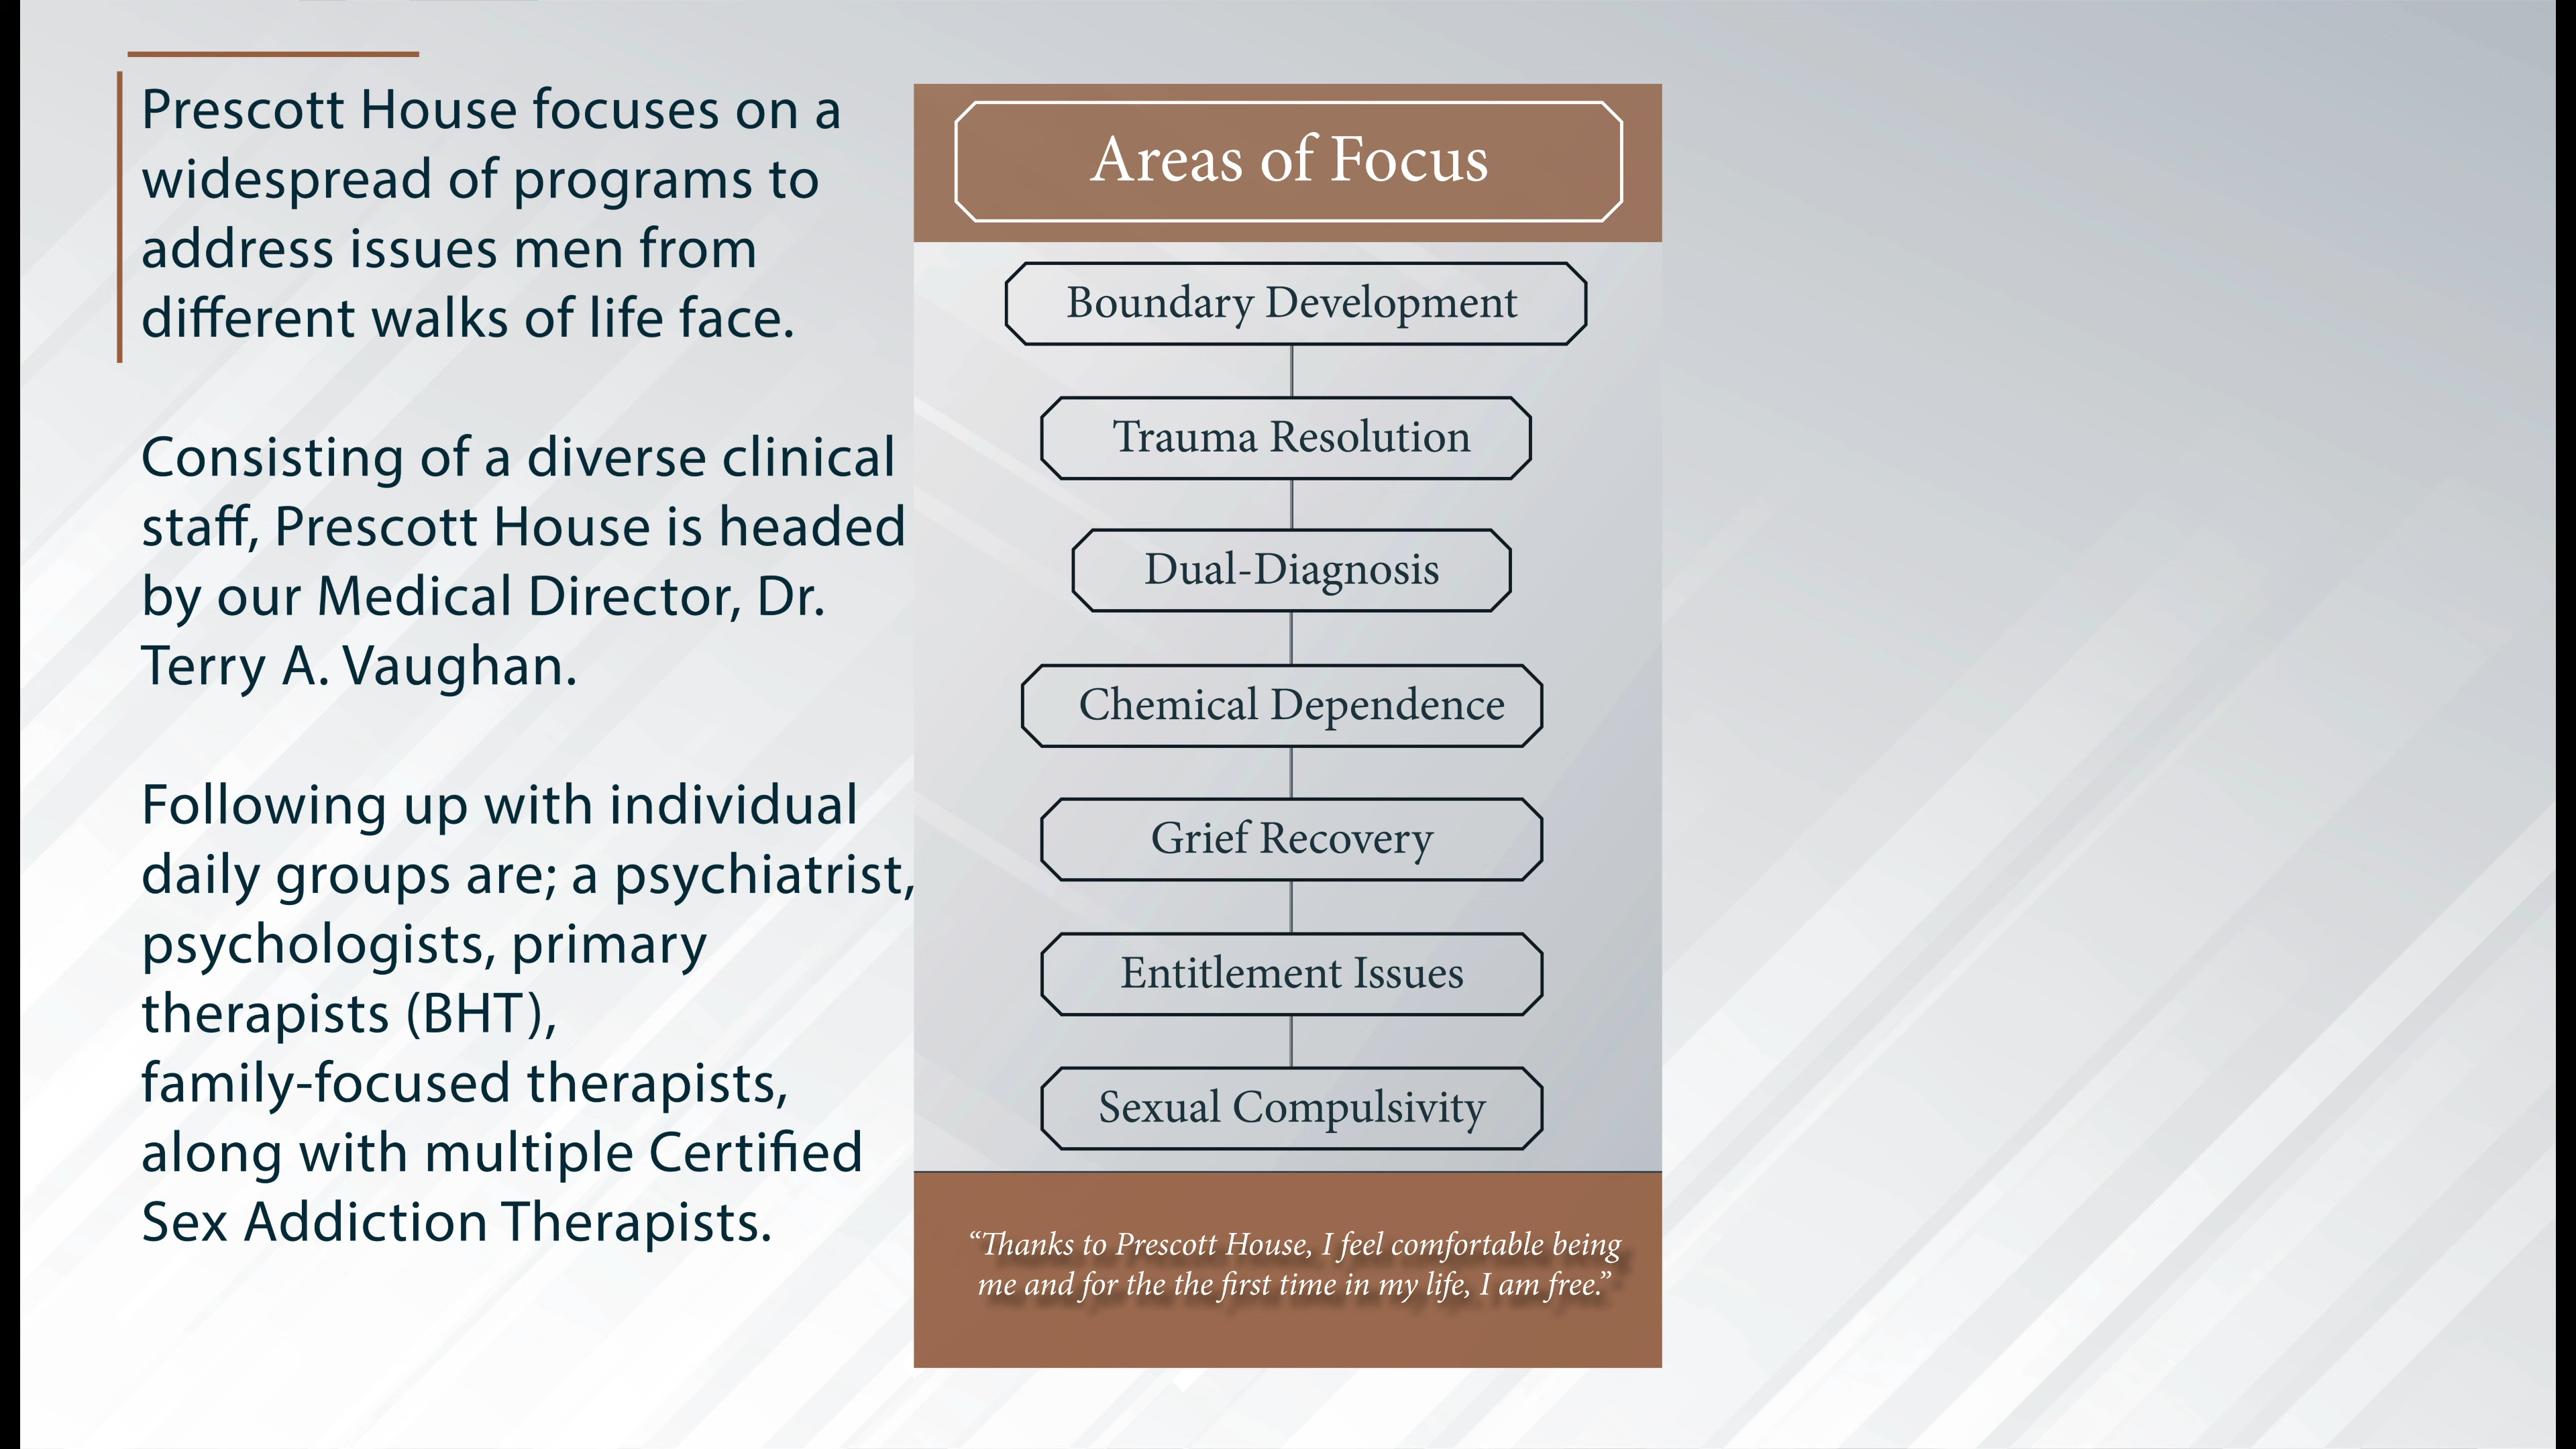 Prescott House focuses on a
widespread of programs to
address issues men from
different walks of life face.
Consisting of a diverse clinical
staff, Prescott House is headed
by our Medical Director, Dr.
Terry A. Vaughan.
Following up with individual
daily groups are; a psychiatrist,
psychologists, primary
therapists (BHT),
family-focused therapists,
along with multiple Certified
Sex Addiction Therapists.
Areas of Focus
Boundary Development
Trauma Resolution
Dual-Diagnosis
Chemical Dependence
Grief Recovery
Entitlement Issues
Sexual Compulsivity
“Thanks to Prescott House, I feel comfortable being
me and for the the first time in my life, I am free.”